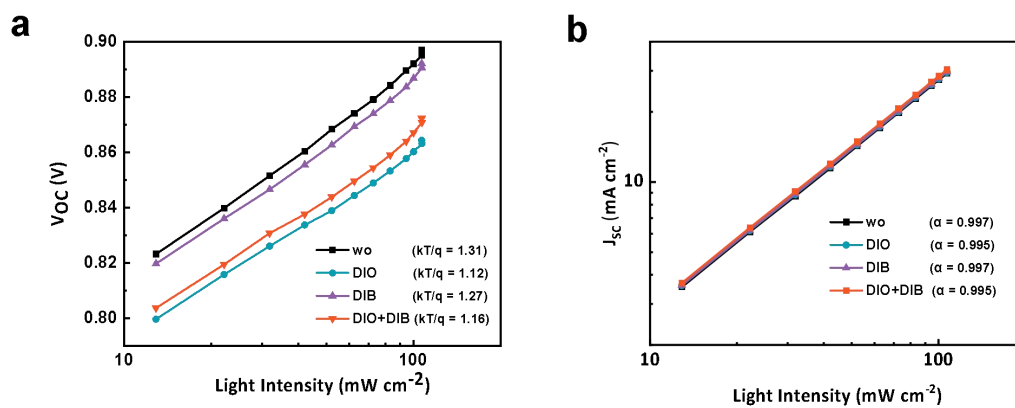 a
0.90
0.88
0.86
0.84
0.82
0.80
VOC (V)
wo (kT/q = 1.31)
DIO (kT/q = 1.12)
DIB (kT/q = 1.27)
DIO+DIB (kT/q = 1.16)
10
100
Light Intensity (mW cm⁻²)
b
10
Jsc (mA cm⁻²)
wo (α = 0.997)
DIO (α = 0.995)
DIB (α = 0.997)
DIO+DIB (α = 0.995)
10
100
Light Intensity (mW cm⁻²)